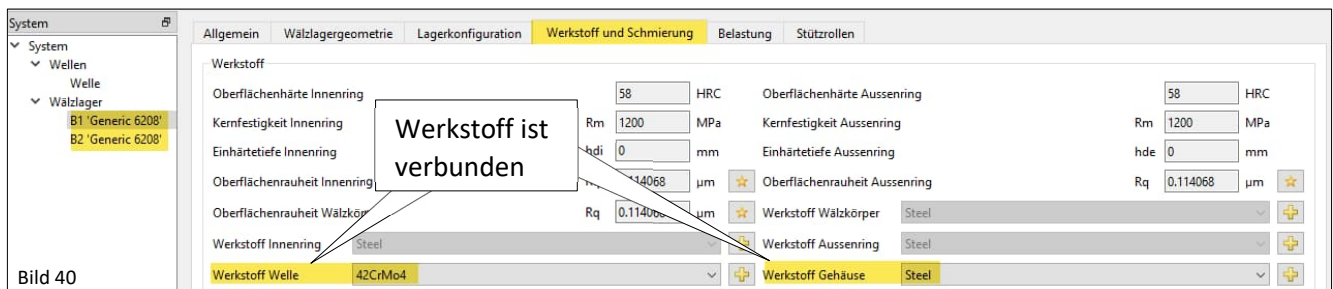 System
System
Wellen
Welle
Wälzlager
B1 'Generic 6208'
B2 'Generic 6208'
Allgemein Wälzlagergeometrie Lagerkonfiguration Werkstoff und Schmierung Belastung Stützrollen
Werkstoff
Oberflächenhärte Innenring 58 HRC Oberflächenhärte Aussenring 58 HRC
Kernfestigkeit Innenring Rm 1200 MPa Kernfestigkeit Aussenring Rm 1200 MPa
Einhärtetiefe Innenring hdi 0 mm Einhärtetiefe Aussenring hde 0 mm
Oberflächenrauheit Innenring µm Oberflächenrauheit Aussenring Rq 0.114068 µm
Oberflächenrauheit Rq µm Werkstoff Wälzkörper Steel
Werkstoff Innenring Steel Werkstoff Aussenring Steel
Werkstoff Welle 42CrMo4 Werkstoff Gehäuse Steel
Werkstoff ist
verbunden
Bild 40